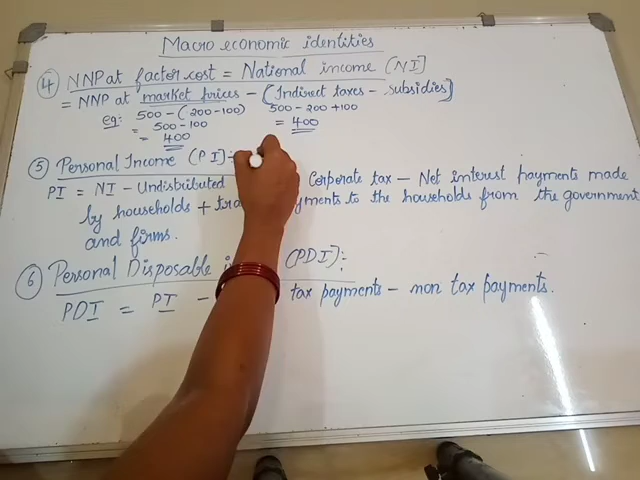 Macro economic identities
④ NNP at factor cost = National income (NI]
= NNP at market prices - (Indirect taxes - subsidies]
eg: 500 - (200-100) 500 - 200 + 100
= 500 - 100 = 400
= 400
⑤ Personal Income (PI]:-
PI = NI - Undistributed Corporate tax - Net interest payments made
by households + to the households from the government
and firms.
⑥ Personal Disposable (PDI]:-
PDI = PI - tax payments - non tax payments.